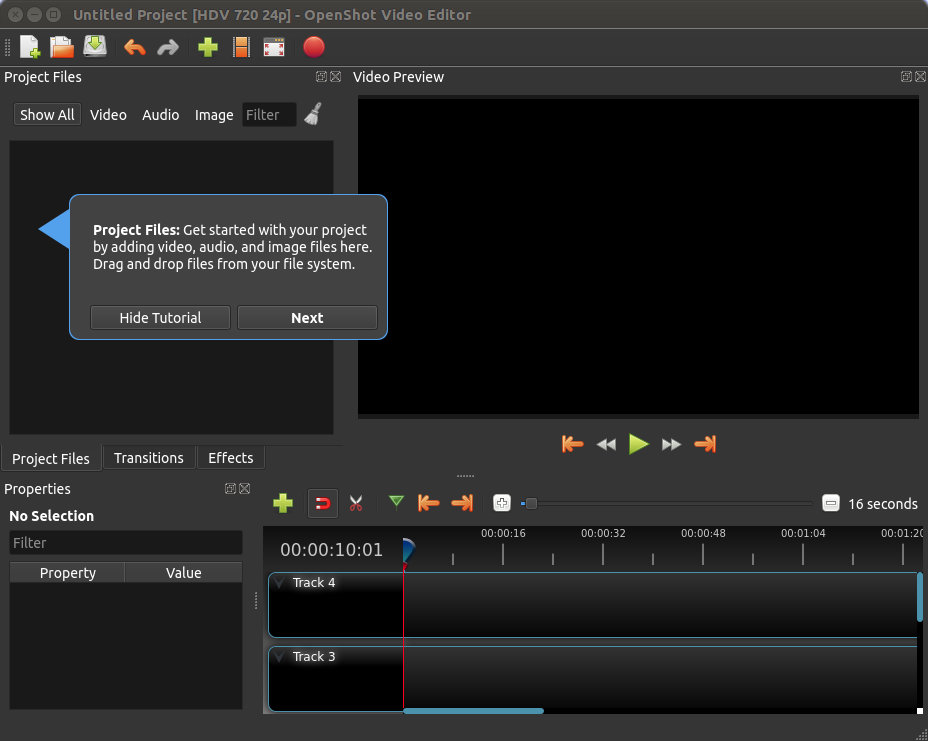 Untitled Project [HDV 720 24p] - OpenShot Video Editor
Project Files
Video Preview
Show All Video Audio Image Filter
Project Files: Get started with your project
by adding video, audio, and image files here.
Drag and drop files from your file system.
Hide Tutorial Next
Project Files Transitions Effects
Properties
No Selection
Filter
Property Value
16 seconds
00:00:10:01
00:00:16 00:00:32 00:00:48 00:01:04 00:01:20
Track 4
Track 3